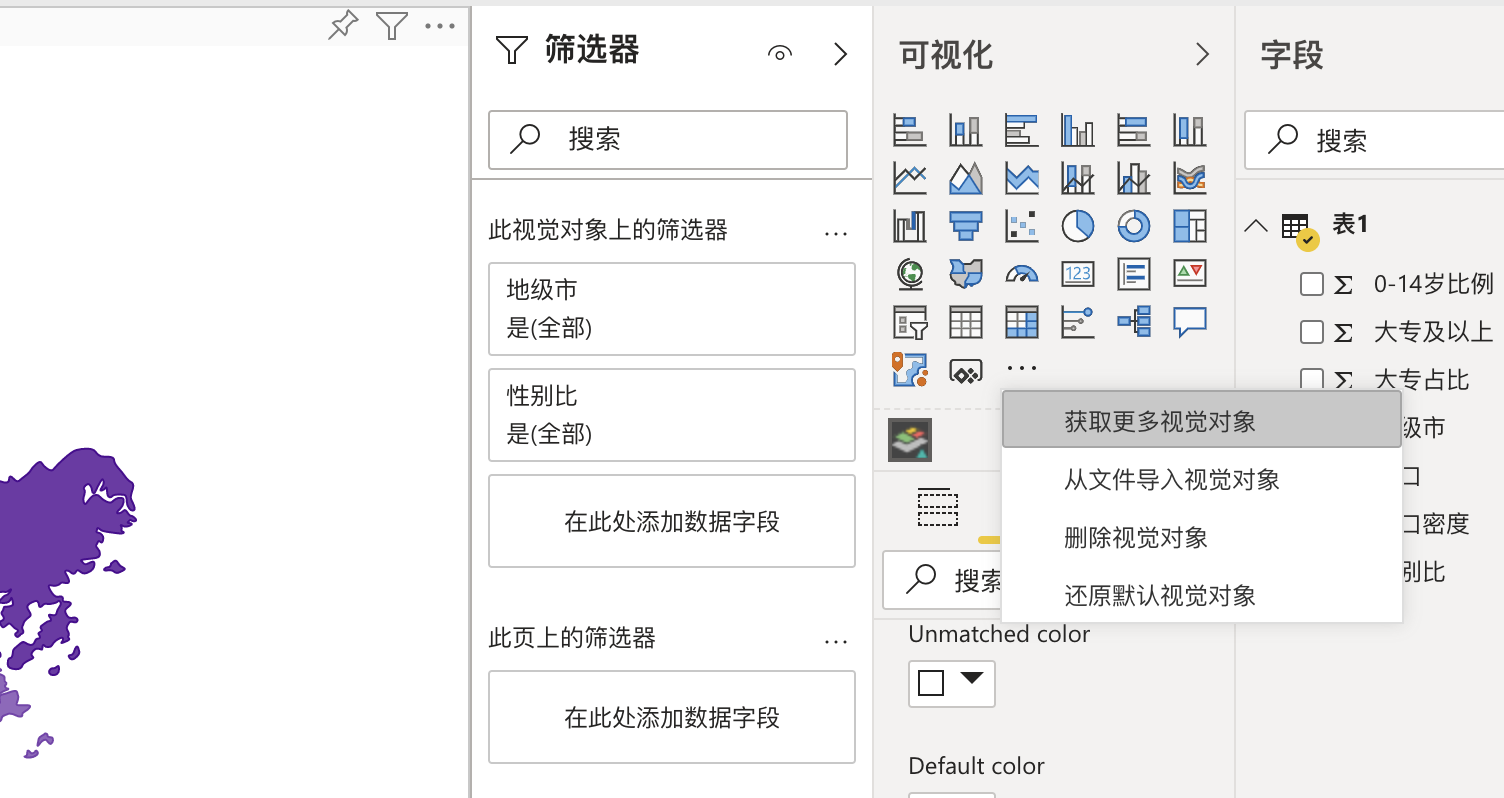 筛选器
搜索
此视觉对象上的筛选器
地级市
是(全部)
性别比
是(全部)
在此处添加数据字段
此页上的筛选器
在此处添加数据字段
可视化
123
获取更多视觉对象
从文件导入视觉对象
删除视觉对象
还原默认视觉对象
搜索
Unmatched color
Default color
字段
搜索
表1
Σ 0-14岁比例
Σ 大专及以上
Σ 大专占比
级市
口
口密度
别比